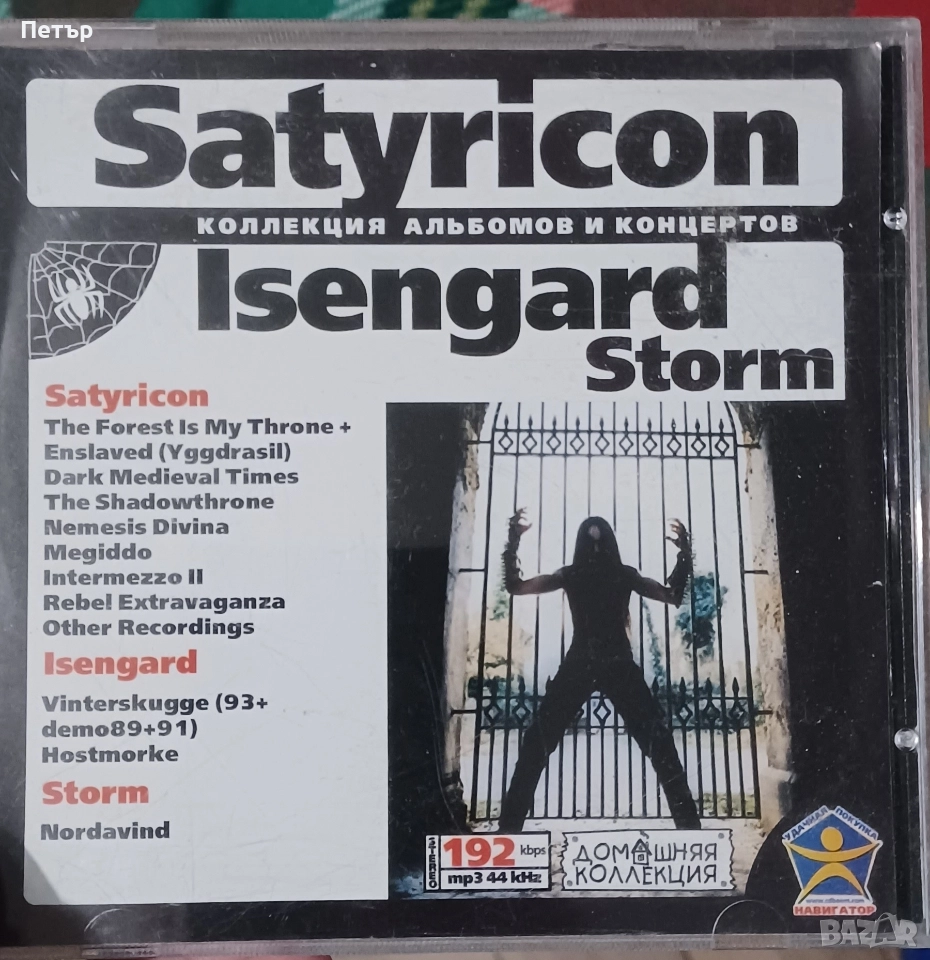 Петър
Satyricon
КОЛЛЕКЦИЯ АЛЬБОМОВ И КОНЦЕРТОВ
Isengard
Storm
Satyricon
The Forest Is My Throne +
Enslaved (Yggdrasil)
Dark Medieval Times
The Shadowthrone
Nemesis Divina
Megiddo
Intermezzo II
Rebel Extravaganza
Other Recordings
Isengard
Vinterskugge (93+
demo89+91)
Hostmorke
Storm
Nordavind
STEREO
192 kbps
mp3 44 kHz
ДОМАШНЯЯ
КОЛЛЕКЦИЯ
УДАЧНАЯ ПОКУПКА
НАВИГАТОР
BAZAR